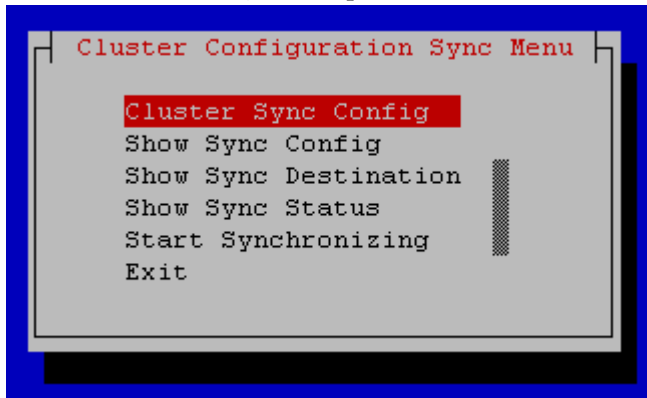 Cluster Configuration Sync Menu
Cluster Sync Config
Show Sync Config
Show Sync Destination
Show Sync Status
Start Synchronizing
Exit